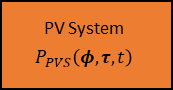 PV System
P_PVS(ϕ,τ,t)